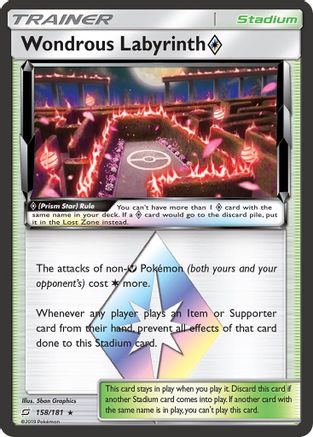 TRAINER
Stadium
Wondrous Labyrinth♢
♢ (Prism Star) Rule You can't have more than 1 ♢ card with the
same name in your deck. If a ♢ card would go to the discard pile, put
it in the Lost Zone instead.
The attacks of non-Pokémon (both yours and your
opponent's) cost more.
Whenever any player plays an Item or Supporter
card from their hand, prevent all effects of that card
done to this Stadium card.
This card stays in play when you play it. Discard this card if
another Stadium card comes into play. If another card with
the same name is in play, you can't play this card.
Illus. 5ban Graphics
158/181 ★
©2019 Pokémon